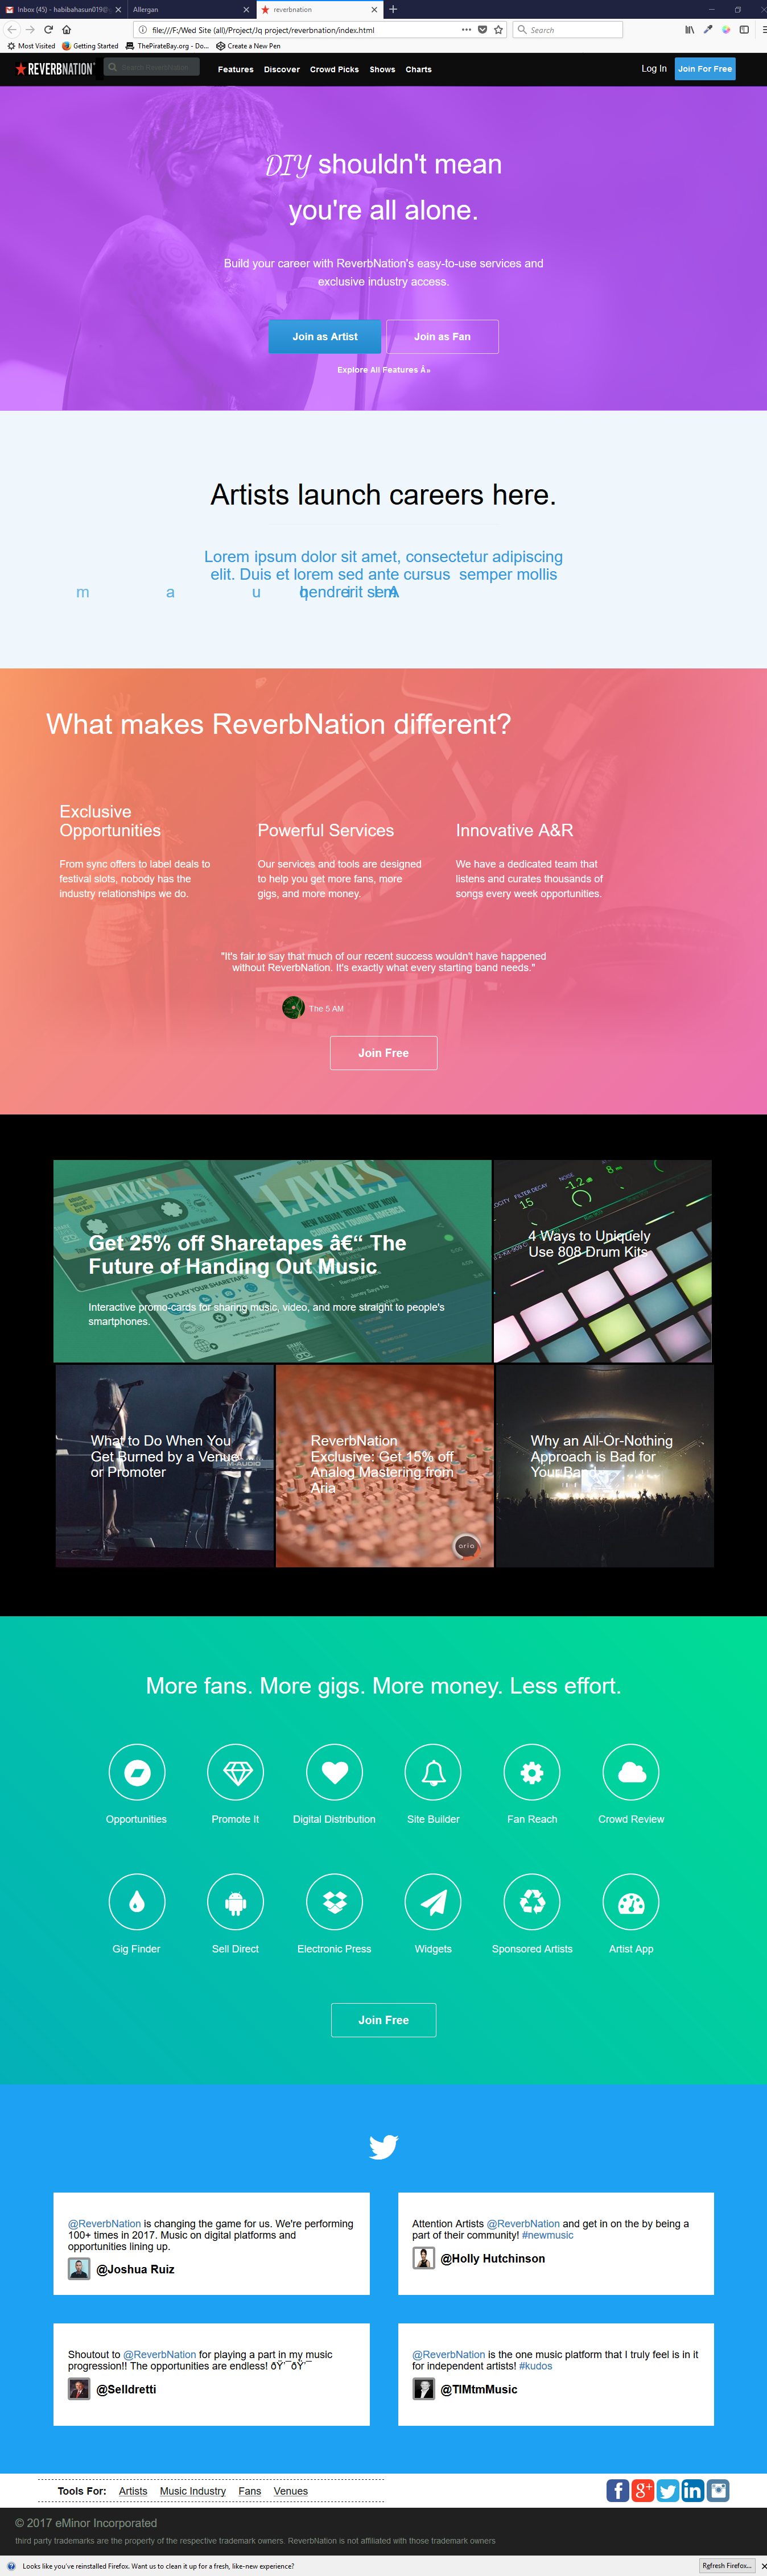 Inbox (45) - habibahasun019@
Allergan
reverbnation
file:///F:/Wed Site (all)/Project/Jq project/reverbnation/index.html
Search
Most Visited
Getting Started
ThePirateBay.org - Do...
Create a New Pen
REVERBNATION
Search ReverbNation
Features
Discover
Crowd Picks
Shows
Charts
Log In
Join For Free
DIY shouldn't mean
you're all alone.
Build your career with ReverbNation's easy-to-use services and
exclusive industry access.
Join as Artist
Join as Fan
Explore All Features Â»
Artists launch careers here.
Lorem ipsum dolor sit amet, consectetur adipiscing
elit. Duis et lorem sed ante cursus  semper mollis
m a u hendrerit sem
What makes ReverbNation different?
Exclusive
Opportunities
From sync offers to label deals to
festival slots, nobody has the
industry relationships we do.
Powerful Services
Our services and tools are designed
to help you get more fans, more
gigs, and more money.
Innovative A&R
We have a dedicated team that
listens and curates thousands of
songs every week opportunities.
"It's fair to say that much of our recent success wouldn't have happened
without ReverbNation. It's exactly what every starting band needs."
The 5 AM
Join Free
LAKES
LAKES
Get 25% off Sharetapes â€“ The
Future of Handing Out Music
Interactive promo-cards for sharing music, video, and more straight to people's
smartphones.
FILTER DECAY
NOISE
15
-1.2
8
4 Ways to Uniquely
Use 808 Drum Kits
What to Do When You
Get Burned by a Venue
or Promoter
M-AUDIO
ReverbNation
Exclusive: Get 15% off
Analog Mastering from
Aria
aria
Why an All-Or-Nothing
Approach is Bad for
Your Band
More fans. More gigs. More money. Less effort.
Opportunities
Promote It
Digital Distribution
Site Builder
Fan Reach
Crowd Review
Gig Finder
Sell Direct
Electronic Press
Widgets
Sponsored Artists
Artist App
Join Free
@ReverbNation is changing the game for us. We're performing
100+ times in 2017. Music on digital platforms and
opportunities lining up.
@Joshua Ruiz
Attention Artists @ReverbNation and get in on the by being a
part of their community! #newmusic
@Holly Hutchinson
Shoutout to @ReverbNation for playing a part in my music
progression!! The opportunities are endless! ðŸ'¯ðŸ'¯
@Selldretti
@ReverbNation is the one music platform that I truly feel is in it
for independent artists! #kudos
@TIMtmMusic
Tools For:
Artists
Music Industry
Fans
Venues
© 2017 eMinor Incorporated
third party trademarks are the property of the respective trademark owners. ReverbNation is not affiliated with those trademark owners
Looks like you've reinstalled Firefox. Want us to clean it up for a fresh, like-new experience?
Refresh Firefox...